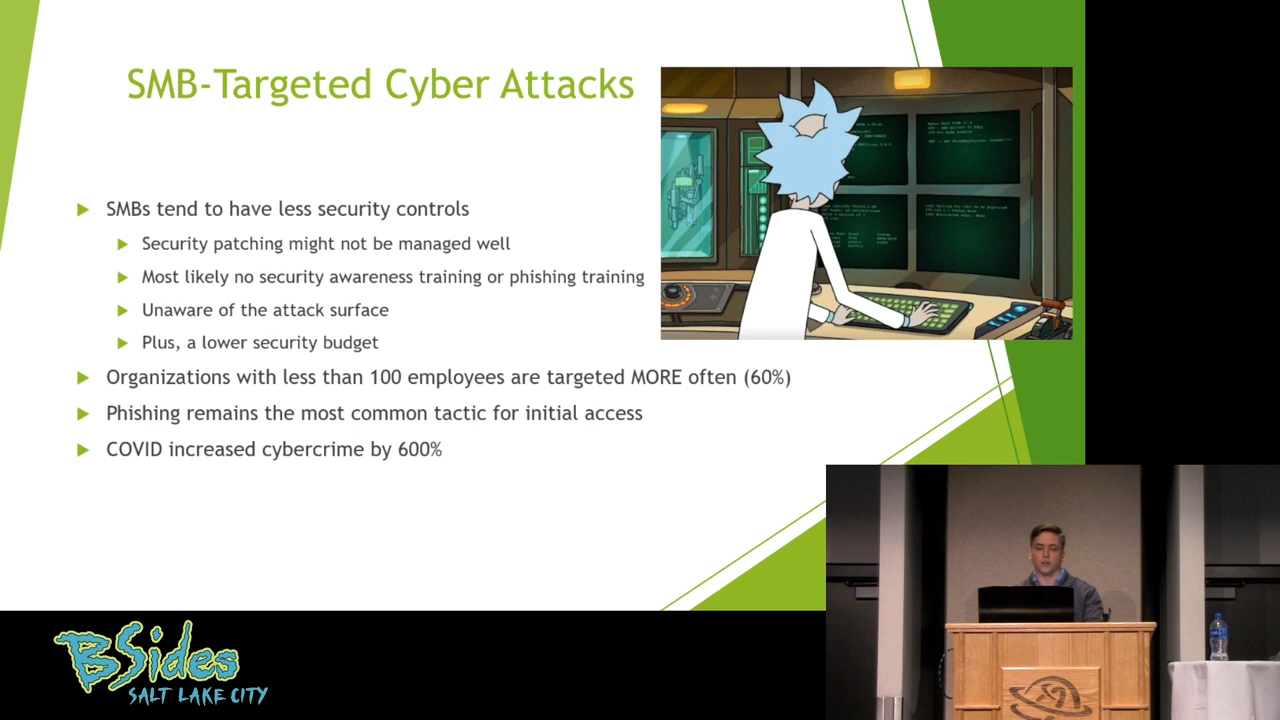 SMB-Targeted Cyber Attacks
SMBs tend to have less security controls
Security patching might not be managed well
Most likely no security awareness training or phishing training
Unaware of the attack surface
Plus, a lower security budget
Organizations with less than 100 employees are targeted MORE often (60%)
Phishing remains the most common tactic for initial access
COVID increased cybercrime by 600%
BSides
SALT LAKE CITY